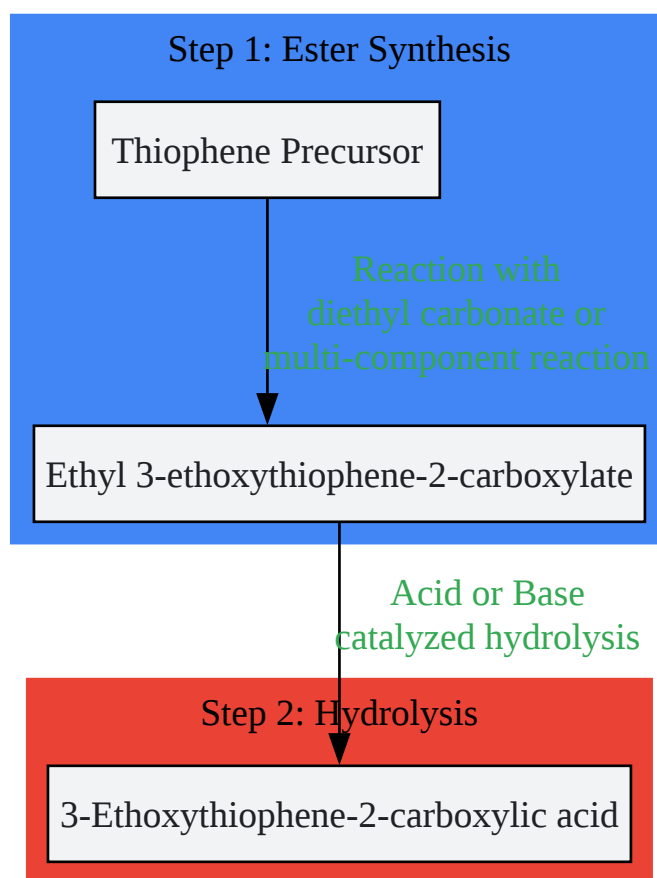 Step 1: Ester Synthesis
Thiophene Precursor
Reaction with
diethyl carbonate or
multi-component reaction
Ethyl 3-ethoxythiophene-2-carboxylate
Acid or Base
catalyzed hydrolysis
Step 2: Hydrolysis
3-Ethoxythiophene-2-carboxylic acid